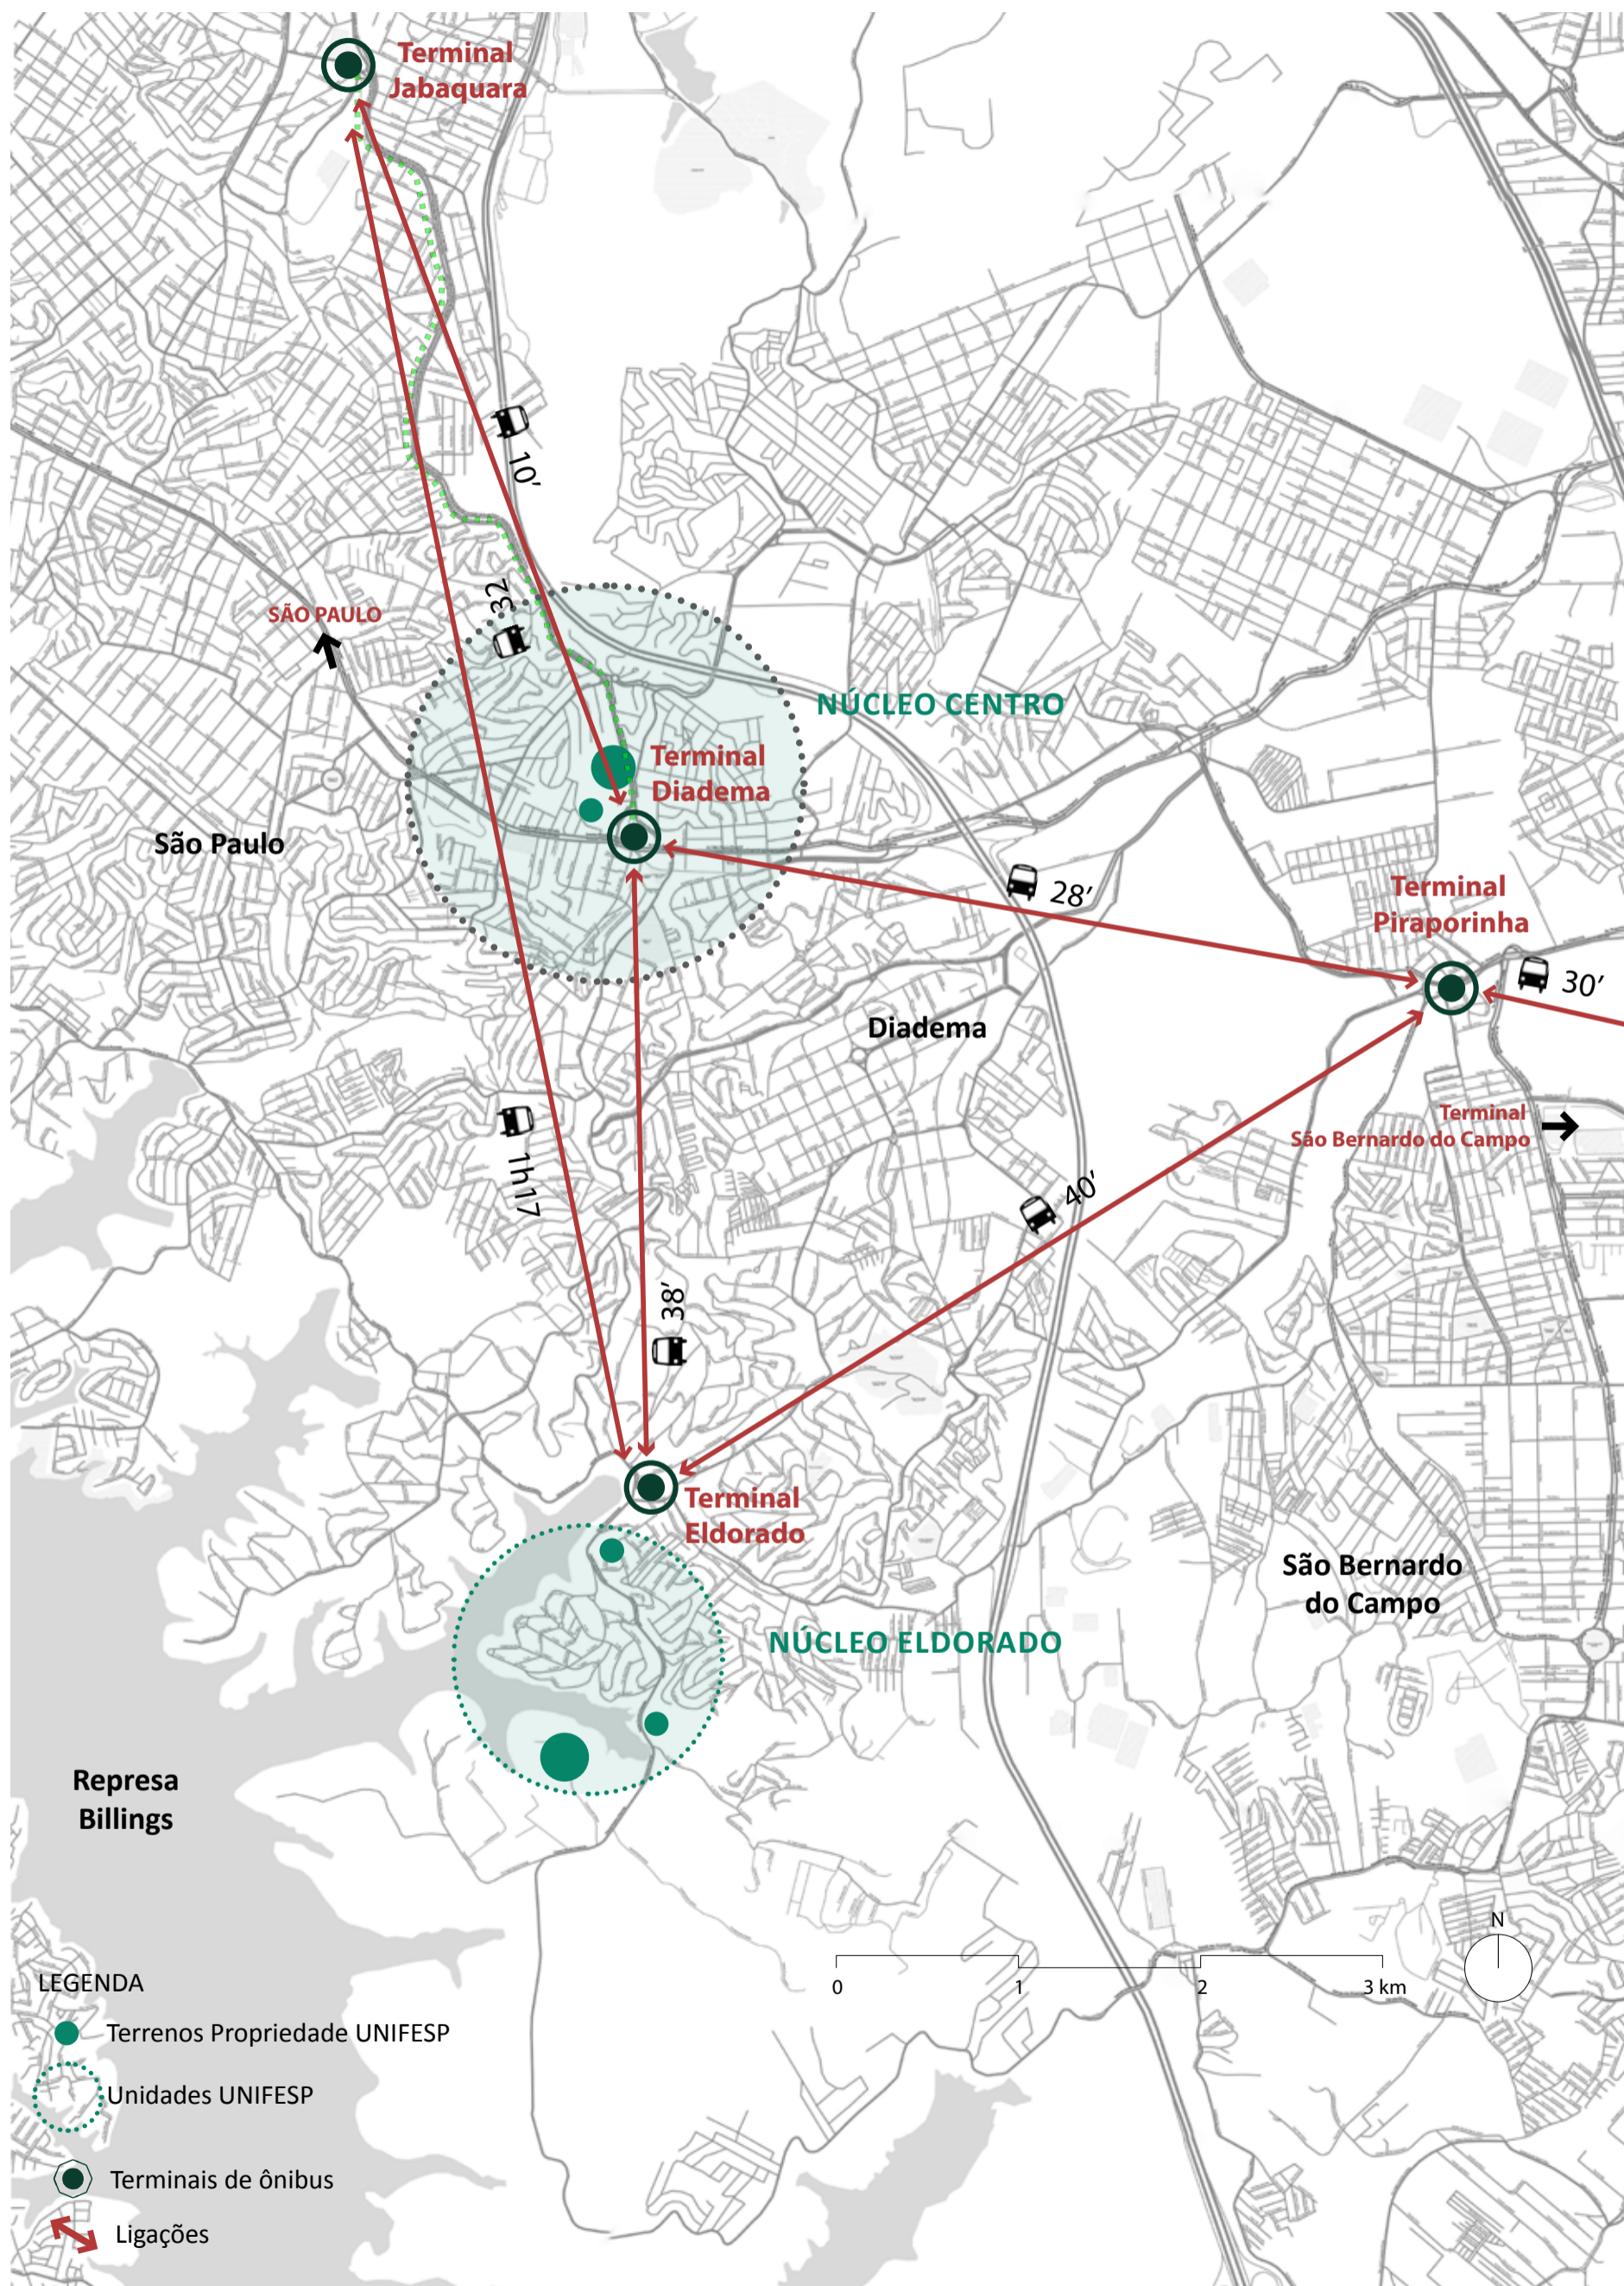 Terminal
Jabaquara
10’
32
SÃO PAULO
NÚCLEO CENTRO
Terminal
Diadema
São Paulo
28’
Terminal
Piraporinha
30’
Diadema
Terminal
São Bernardo do Campo
1h17
40’
38’
Terminal
Eldorado
São Bernardo
do Campo
NÚCLEO ELDORADO
Represa
Billings
N
0 1 2 3 km
LEGENDA
Terrenos Propriedade UNIFESP
Unidades UNIFESP
Terminais de ônibus
Ligações